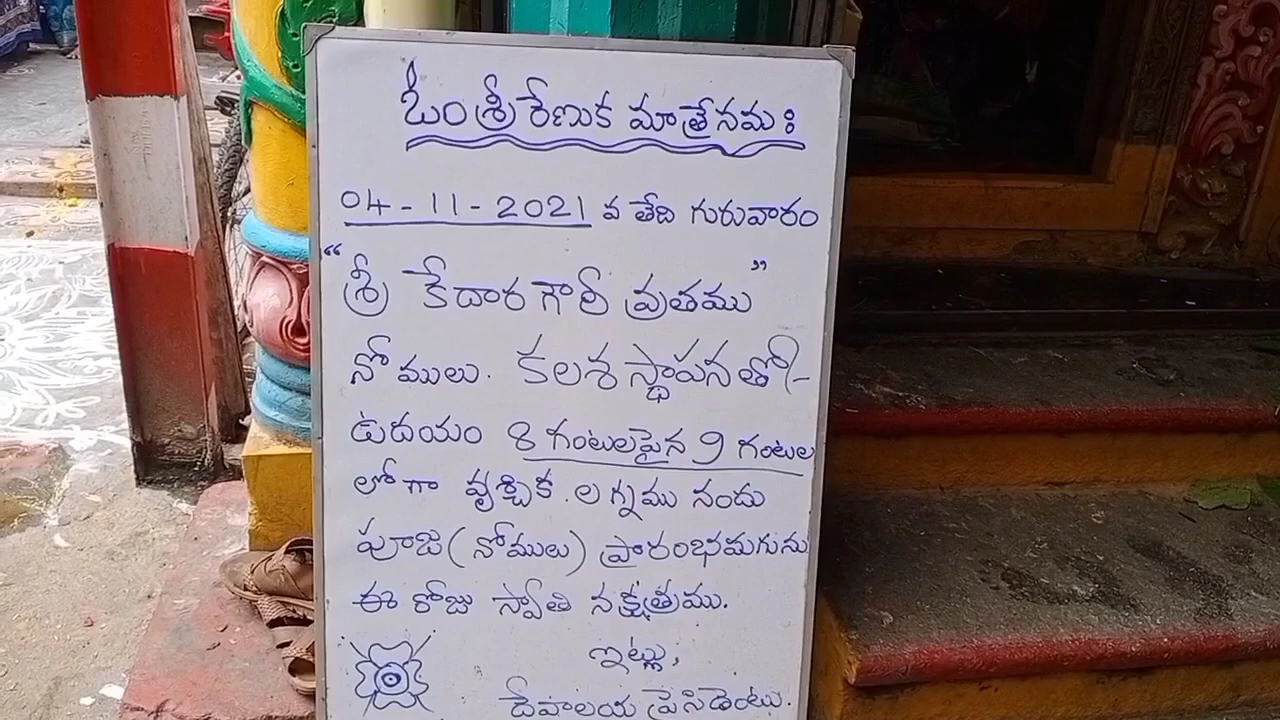 ఓం శ్రీ రేణుక మాత్రేనమః
04-11-2021 వ తేది గురువారం
"శ్రీ కేదార గౌరీ వ్రతము"
నోములు. కలశ స్థాపన తో-
ఉదయం 8 గంటలపైన 9 గంటల
లోగా వృశ్చిక. లగ్నము నందు
పూజ (నోములు) ప్రారంభమగును
ఈ రోజు స్వాతి నక్షత్రము.
ఇట్లు,
దేవాలయ ప్రెసిడెంటు.